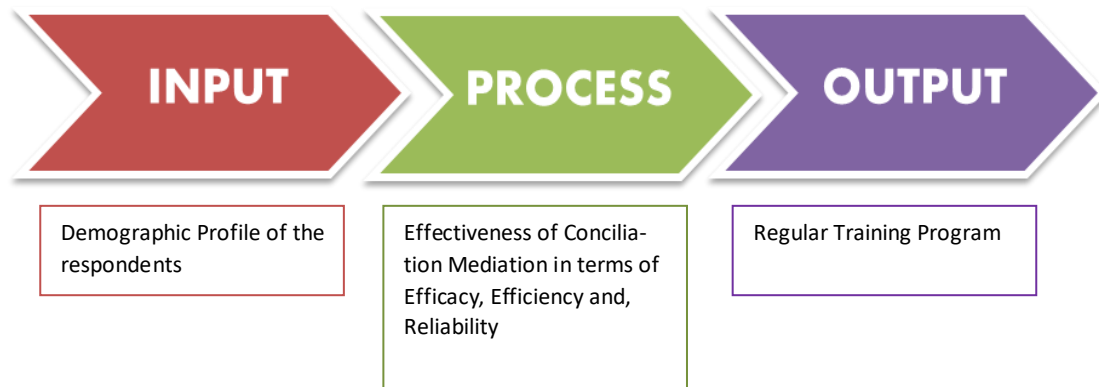 INPUT
PROCESS
OUTPUT
Demographic Profile of the
respondents
Effectiveness of Concilia-
tion Mediation in terms of
Efficacy, Efficiency and,
Reliability
Regular Training Program